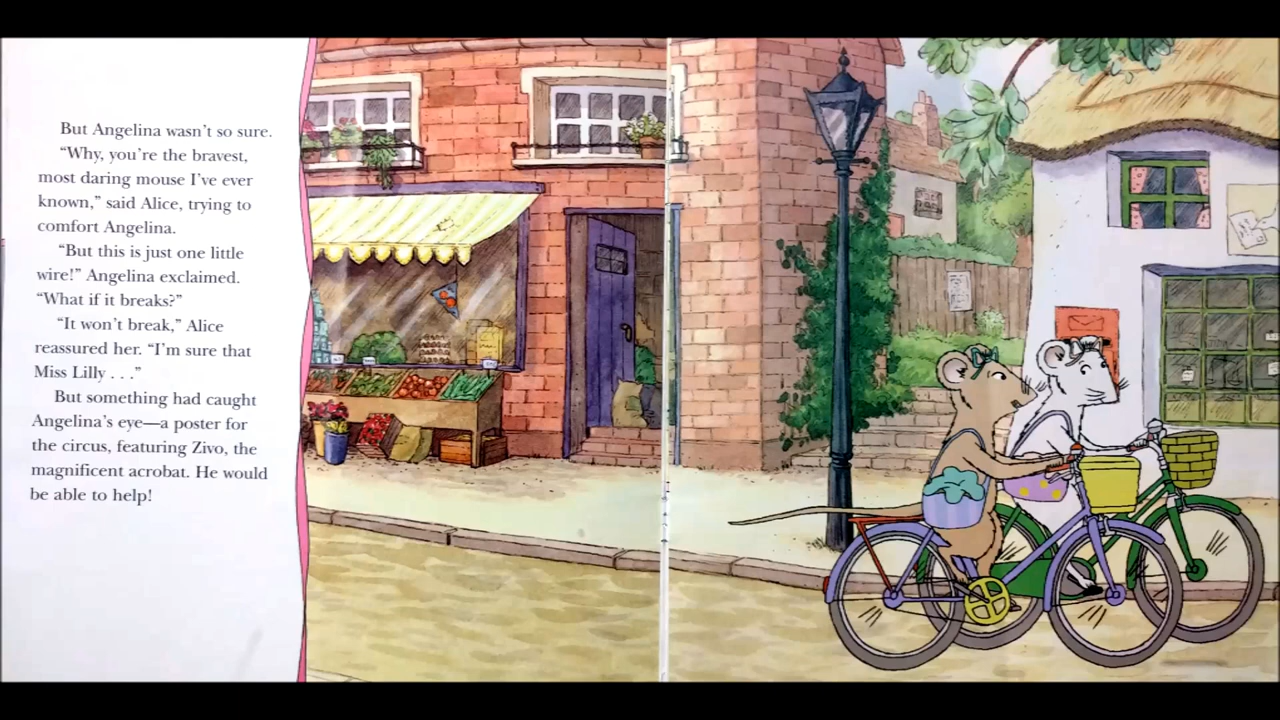 But Angelina wasn't so sure.
"Why, you're the bravest,
most daring mouse I've ever
known," said Alice, trying to
comfort Angelina.
"But this is just one little
wire!" Angelina exclaimed.
"What if it breaks?"
"It won't break," Alice
reassured her. "I'm sure that
Miss Lilly . . ."
But something had caught
Angelina's eye—a poster for
the circus, featuring Zivo, the
magnificent acrobat. He would
be able to help!